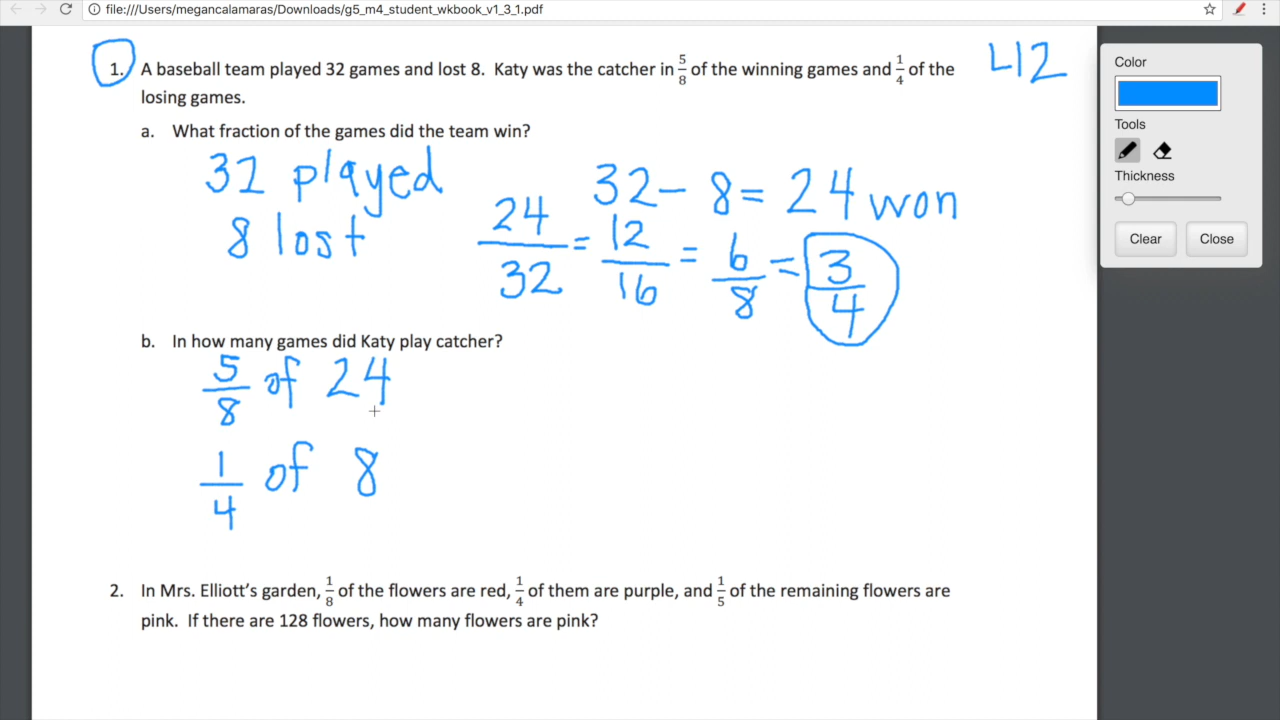 file:///Users/megancalamaras/Downloads/g5_m4_student_wkbook_v1_3_1.pdf
1. A baseball team played 32 games and lost 8. Katy was the catcher in 5/8 of the winning games and 1/4 of the
losing games.
L12
a. What fraction of the games did the team win?
32 played
8 lost
32 - 8 = 24 won
24/32 = 12/16 = 6/8 = 3/4
b. In how many games did Katy play catcher?
5/8 of 24
1/4 of 8
2. In Mrs. Elliott's garden, 1/8 of the flowers are red, 1/4 of them are purple, and 1/5 of the remaining flowers are
pink. If there are 128 flowers, how many flowers are pink?
Color
Tools
Thickness
Clear
Close